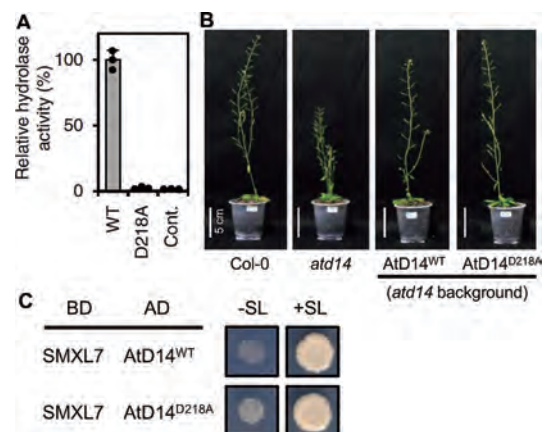 A
Relative hydrolase
activity (%)
100
50
0
WT
D218A
Cont.
B
5 cm
Col-0
atd14
AtD14WT
AtD14D218A
(atd14 background)
C
BD
AD
-SL
+SL
SMXL7
AtD14WT
SMXL7
AtD14D218A